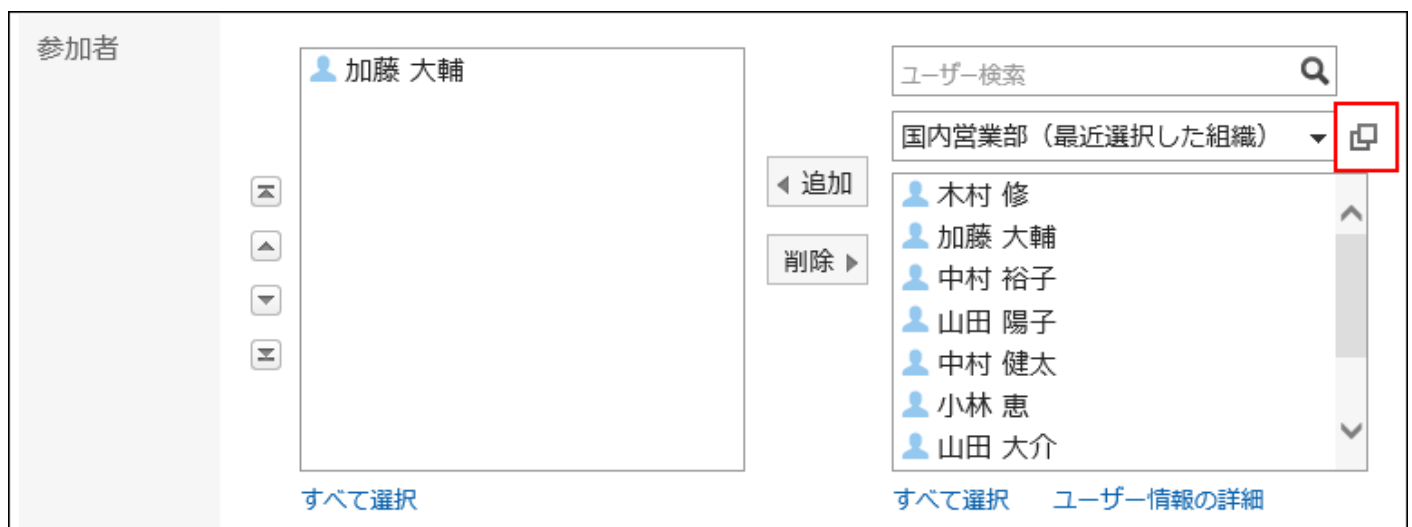 参加者
加藤 大輔
すべて選択
追加
削除
ユーザー検索
国内営業部（最近選択した組織）
木村 修
加藤 大輔
中村 裕子
山田 陽子
中村 健太
小林 恵
山田 大介
すべて選択 ユーザー情報の詳細